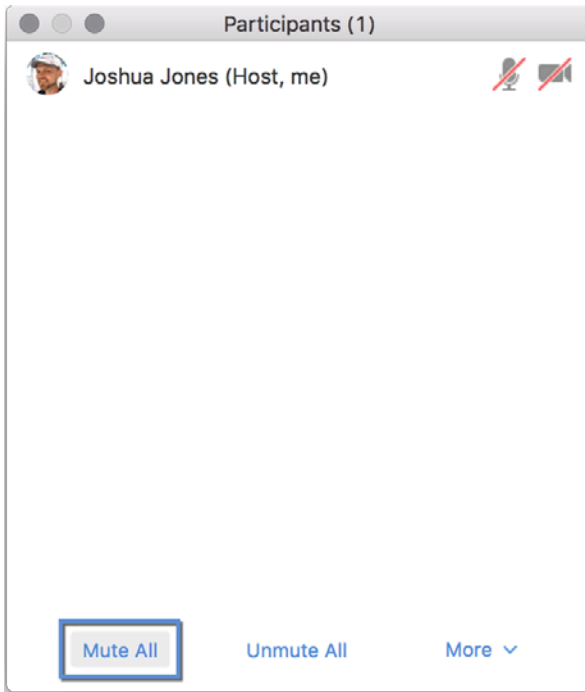 Participants (1)
Joshua Jones (Host, me)
Mute All Unmute All More